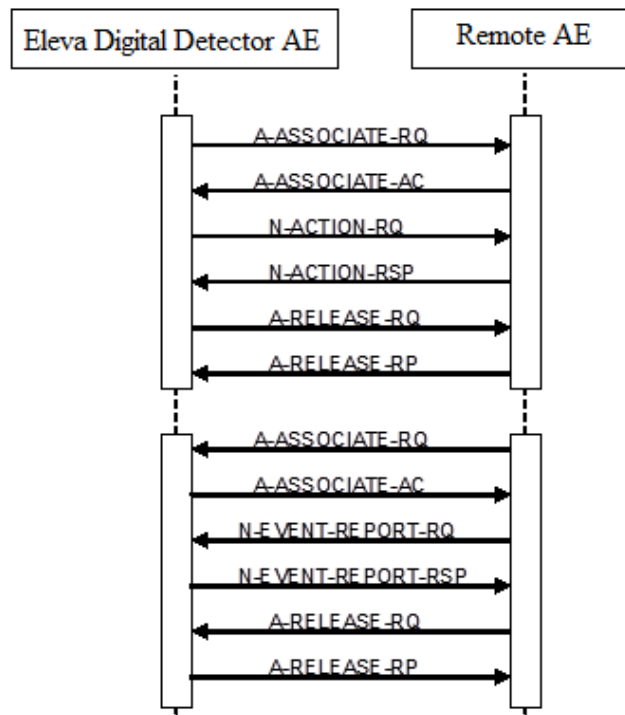 Eleva Digital Detector AE
Remote AE
A-ASSOCIATE-RQ
A-ASSOCIATE-AC
N-ACTION-RQ
N-ACTION-RSP
A-RELEASE-RQ
A-RELEASE-RP
A-ASSOCIATE-RQ
A-ASSOCIATE-AC
N-EVENT-REPORT-RQ
N-EVENT-REPORT-RSP
A-RELEASE-RQ
A-RELEASE-RP